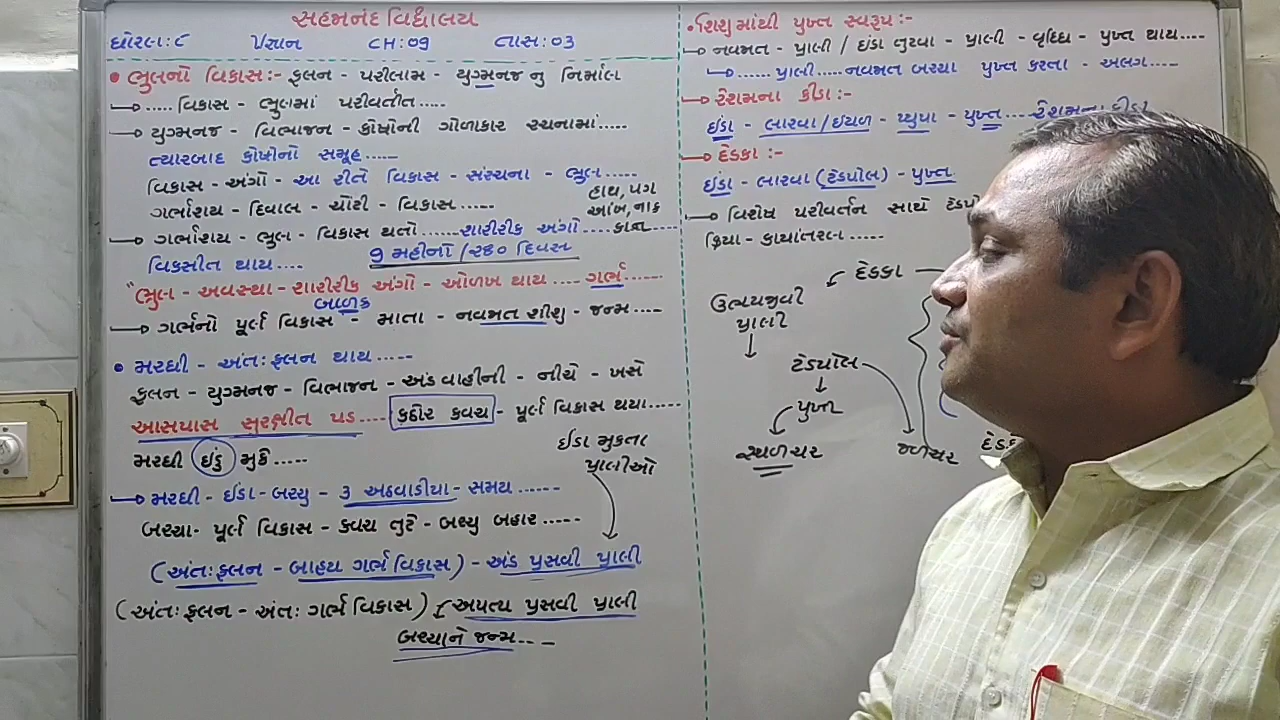 સહજાનંદ વિદ્યાલય
ધોરણ:૮ વિજ્ઞાન CH:09 તાસ:03
• ભ્રુણનો વિકાસ:- ફલન - પરીણામ - યુગ્મનજ નુ નિર્માણ
→ ..... વિકાસ - ભ્રુણમાં પરીવર્તીત .....
→ યુગ્મનજ - વિભાજન - કોષોની ગોળાકાર રચનામાં.....
ત્યારબાદ કોષોનો સમૂહ.....
વિકાસ - અંગો - આ રીતે વિકાસ - સંરચના - ભ્રુણ.....
હાથ, પગ
ગર્ભાશય - દિવાલ - ચોંટી - વિકાસ .....
આંખ, નાક
→ ગર્ભાશય - ભ્રુણ - વિકાસ થતો ...... શારીરીક અંગો .... કાન....
વિકસીત થાય .... 9 મહીનો / ૨૮૦ દિવસ
"ભ્રુણ - અવસ્થા - શારીરીક અંગો - ઓળખ થાય .... ગર્ભ......
બાળક
→ ગર્ભનો પૂર્ણ વિકાસ - માતા - નવજાત શીશુ - જન્મ ....
• મરઘી - અંતઃફલન થાય .....
ફલન - યુગ્મનજ - વિભાજન - અંડવાહીની - નીચે - ખસે
આસપાસ સુરક્ષીત પડ .... કઠોર કવચ - પૂર્ણ વિકાસ થયા.....
મરઘી ઇંડુ મુકે .....
ઈંડા મુકતા
પ્રાણીઓ
→ મરઘી - ઈંડા - બચ્ચુ - ૩ અઠવાડીયા - સમય ......
બચ્ચા - પૂર્ણ વિકાસ - કવચ તુટે - બચ્ચુ બહાર .....
(અંતઃફલન - બાહ્ય ગર્ભ વિકાસ) - અંડ પ્રસવી પ્રાણી
(અંતઃફલન - અંતઃ ગર્ભ વિકાસ) અપત્ય પ્રસવી પ્રાણી
બચ્ચાને જન્મ....
• શિશુમાંથી પુખ્ત સ્વરૂપ:-
→ નવજાત - પ્રાણી / ઇંડા તુટવા - પ્રાણી - વૃધ્ધિ - પુખ્ત થાય....
→ ...... પ્રાણી ..... નવજાત બચ્ચા પુખ્ત કરતા - અલગ ....
→ રેશમના કીડા:-
ઇંડા - લારવા / ઇયળ - પ્યુપા - પુખ્ત .... રેશમના કીડા
→ દેડકા:-
ઇંડા - લારવા (ટેડપોલ) - પુખ્ત
→ વિશેષ પરીવર્તન સાથે
ક્રિયા - કાયાંતરણ .....
દેડકા
ઉભયજીવી
પ્રાણી
ટેડપોલ
પુખ્ત
સ્થળચર
જળચર